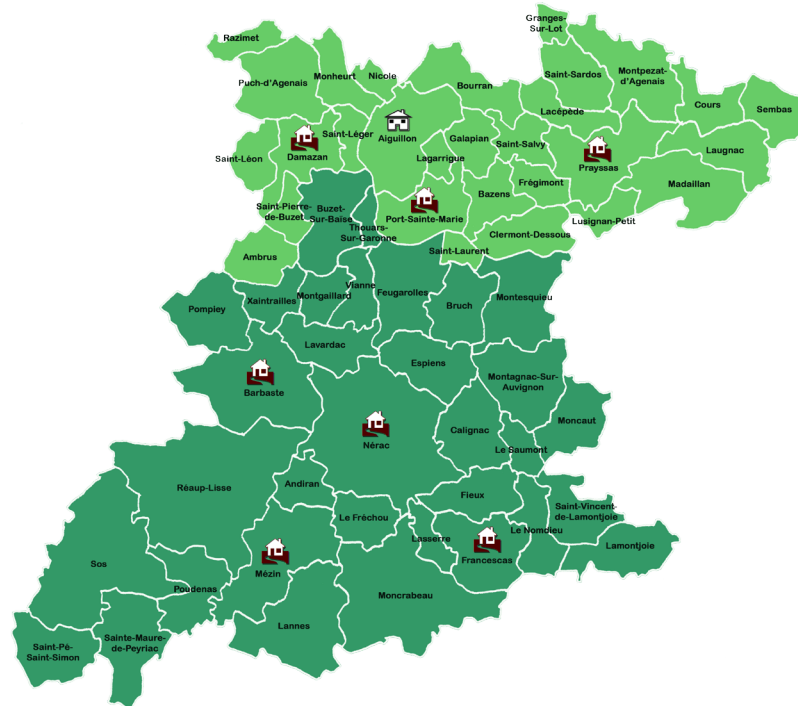 Granges-
Sur-Lot
Razimet
Puch-d'Agenais
Monheurt
Nicole
Bourran
Saint-Sardos
Montpezat-
d'Agenais
Cours
Sembas
Lacépède
Saint-Léger
Aiguillon
Galapian
Saint-Salvy
Laugnac
Saint-Léon
Damazan
Lagarrigue
Prayssas
Frégimont
Madaillan
Bazens
Saint-Pierre-
de-Buzet
Buzet-
Sur-Baïse
Port-Sainte-Marie
Lusignan-Petit
Thouars-
Sur-Garonne
Clermont-Dessous
Saint-Laurent
Ambrus
Vianne
Feugarolles
Montesquieu
Xaintrailles
Montgaillard
Pompiey
Bruch
Lavardac
Espiens
Montagnac-Sur-
Auvignon
Barbaste
Moncaut
Calignac
Nérac
Le Saumont
Andiran
Réaup-Lisse
Fieux
Saint-Vincent-
de-Lamontjoie
Le Fréchou
Le Nomdieu
Lasserre
Lamontjoie
Francescas
Sos
Mézin
Poudenas
Moncrabeau
Lannes
Sainte-Maure-
de-Peyriac
Saint-Pè-
Saint-Simon